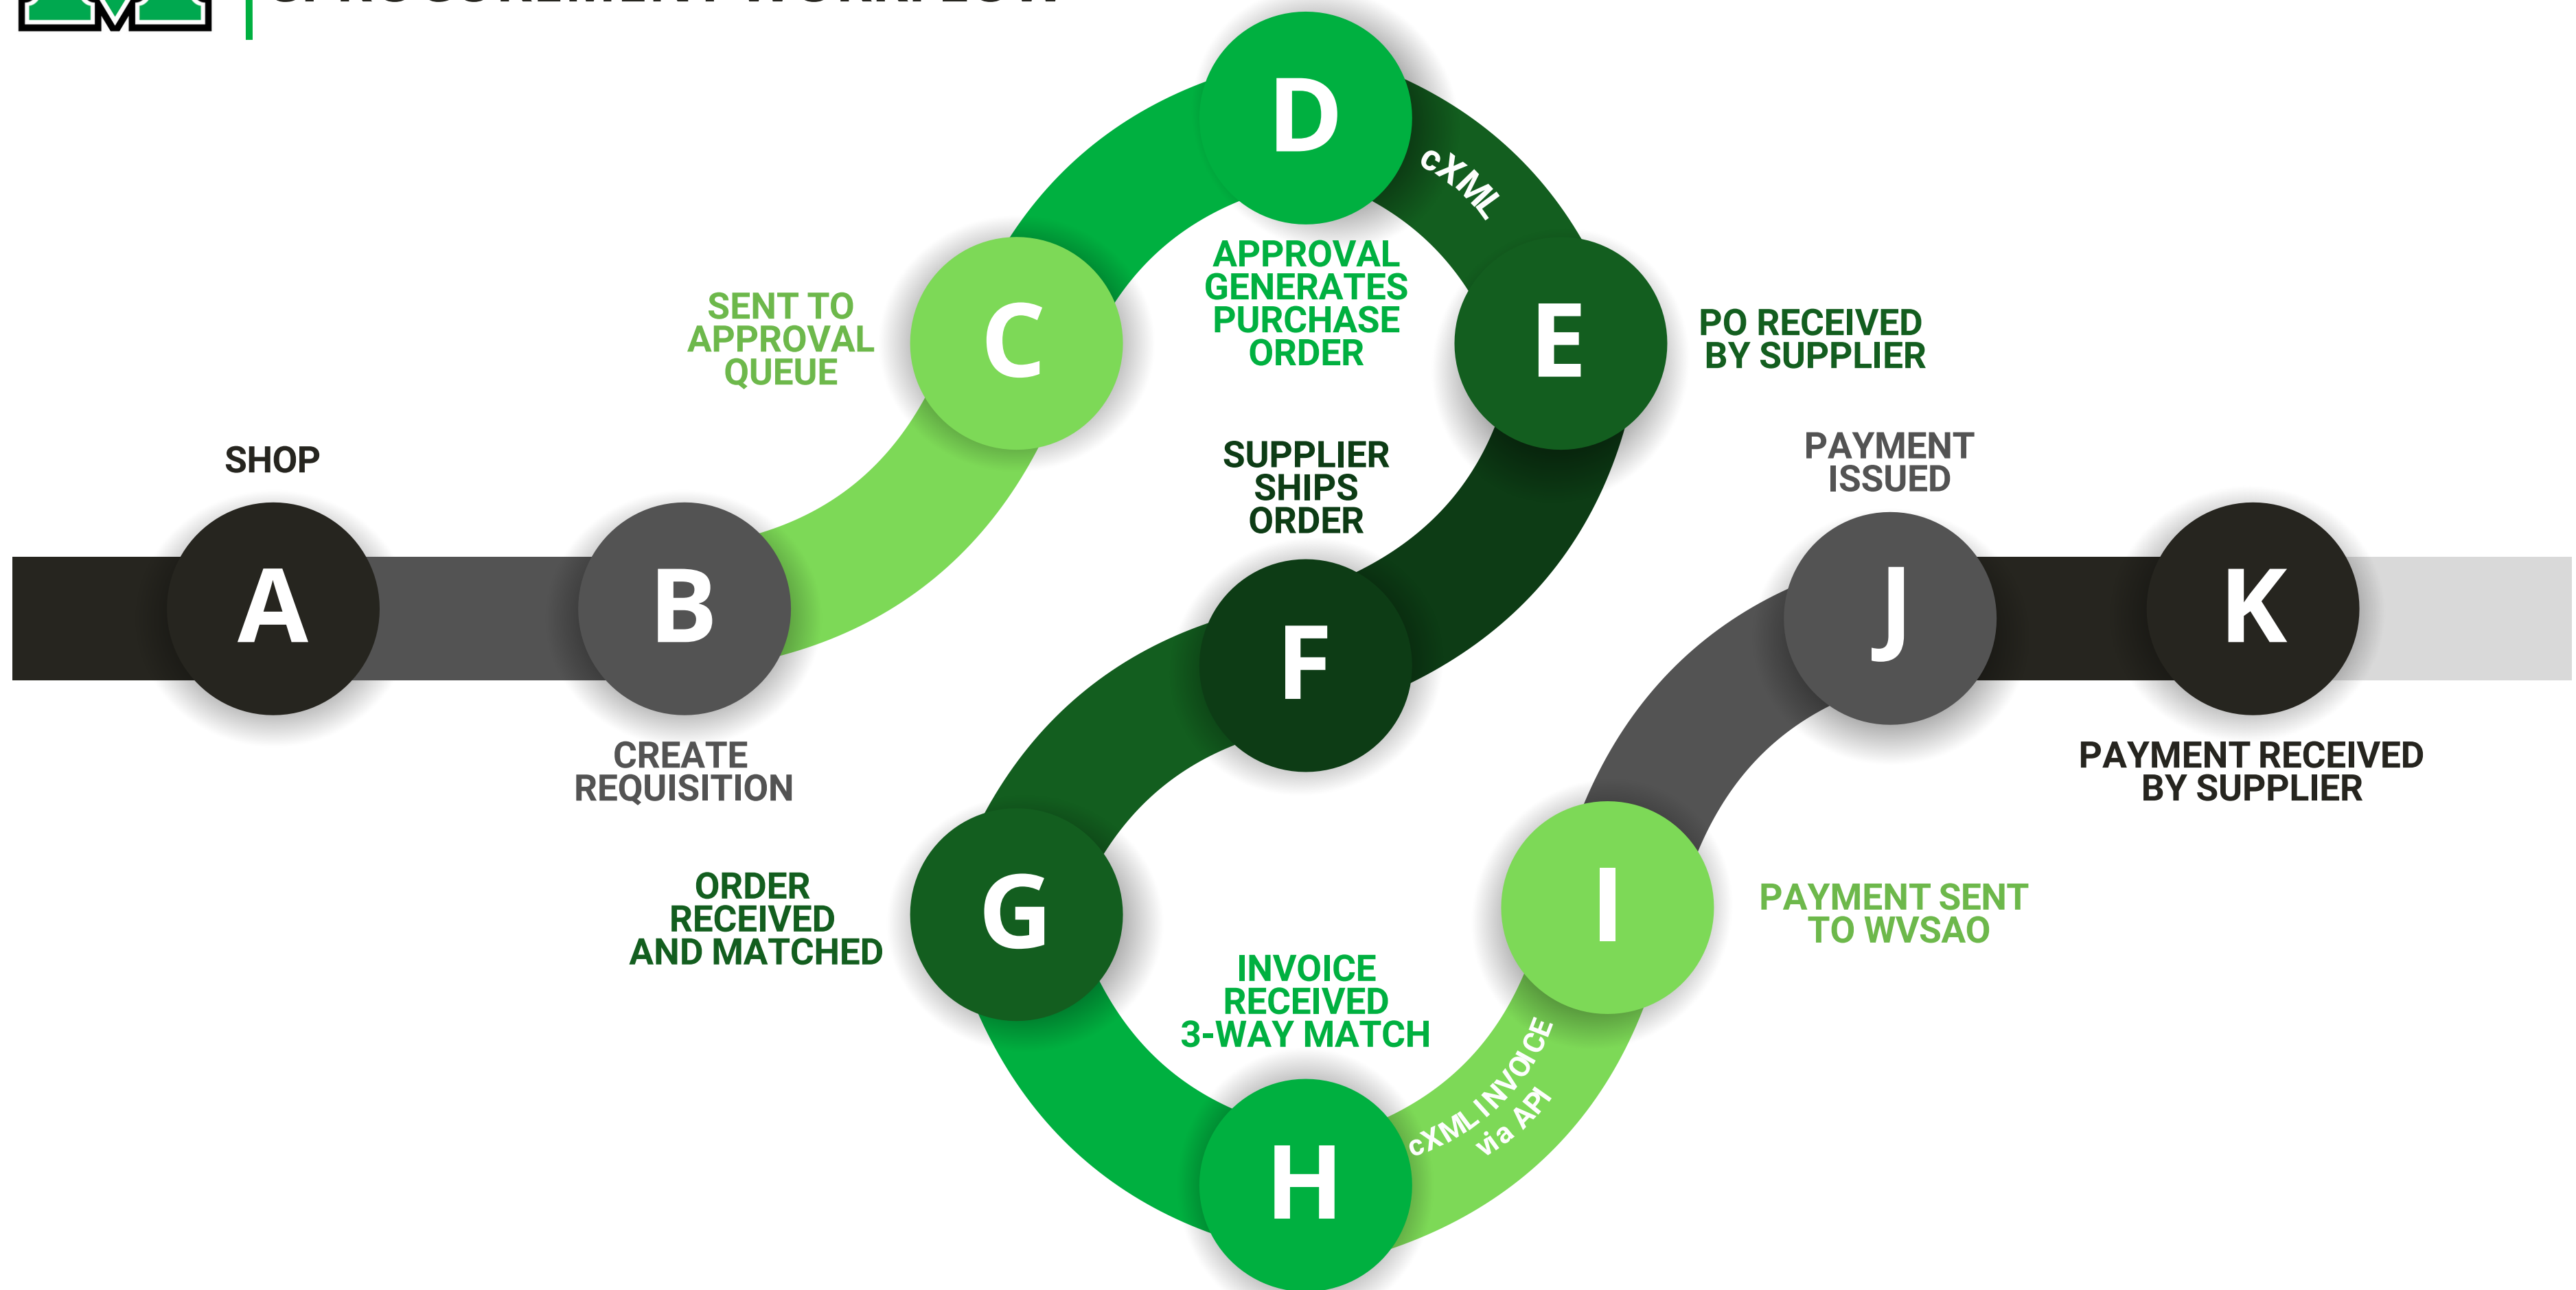 A
SHOP
B
CREATE
REQUISITION
C
SENT TO
APPROVAL
QUEUE
D
APPROVAL
GENERATES
PURCHASE
ORDER
cXML
E
PO RECEIVED
BY SUPPLIER
F
SUPPLIER
SHIPS
ORDER
G
ORDER
RECEIVED
AND MATCHED
H
INVOICE
RECEIVED
3-WAY MATCH
cXML INVOICE
via API
I
PAYMENT SENT
TO WVSAO
J
PAYMENT
ISSUED
K
PAYMENT RECEIVED
BY SUPPLIER